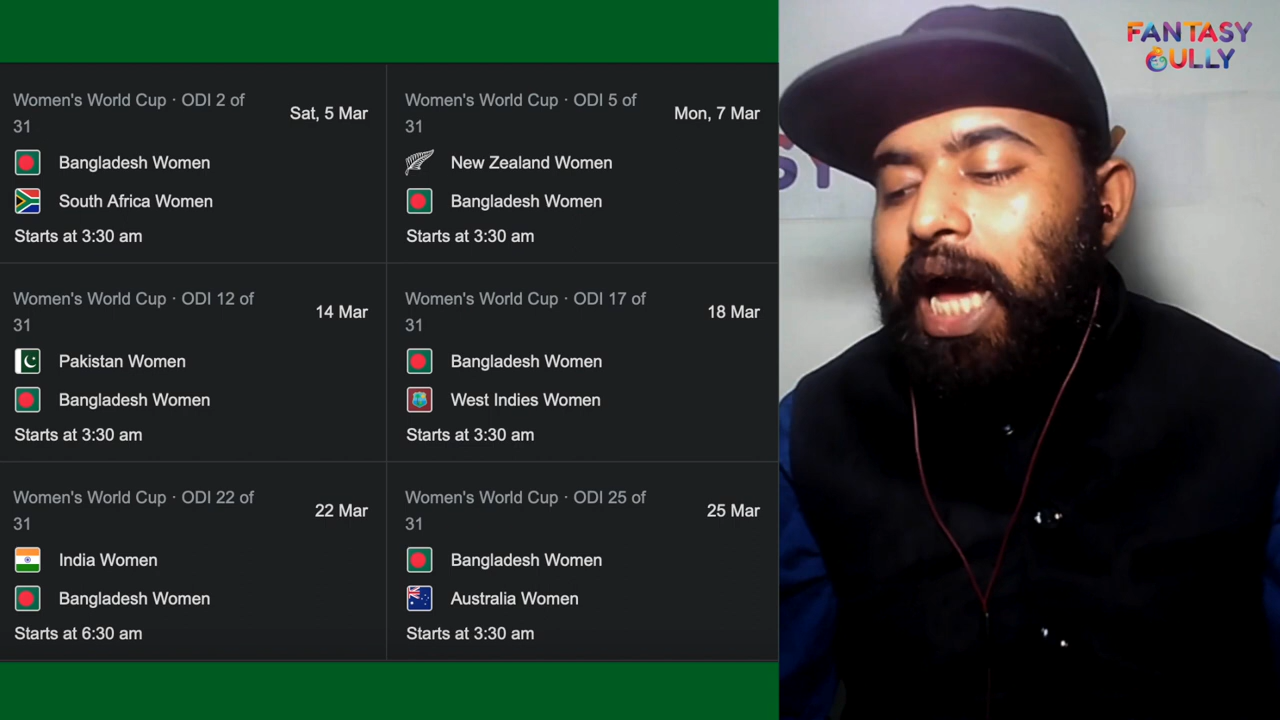 Women's World Cup · ODI 2 of
31
Sat, 5 Mar
Bangladesh Women
South Africa Women
Starts at 3:30 am
Women's World Cup · ODI 5 of
31
Mon, 7 Mar
New Zealand Women
Bangladesh Women
Starts at 3:30 am
Women's World Cup · ODI 12 of
31
14 Mar
Pakistan Women
Bangladesh Women
Starts at 3:30 am
Women's World Cup · ODI 17 of
31
18 Mar
Bangladesh Women
West Indies Women
Starts at 3:30 am
Women's World Cup · ODI 22 of
31
22 Mar
India Women
Bangladesh Women
Starts at 6:30 am
Women's World Cup · ODI 25 of
31
25 Mar
Bangladesh Women
Australia Women
Starts at 3:30 am
FANTASY
GULLY